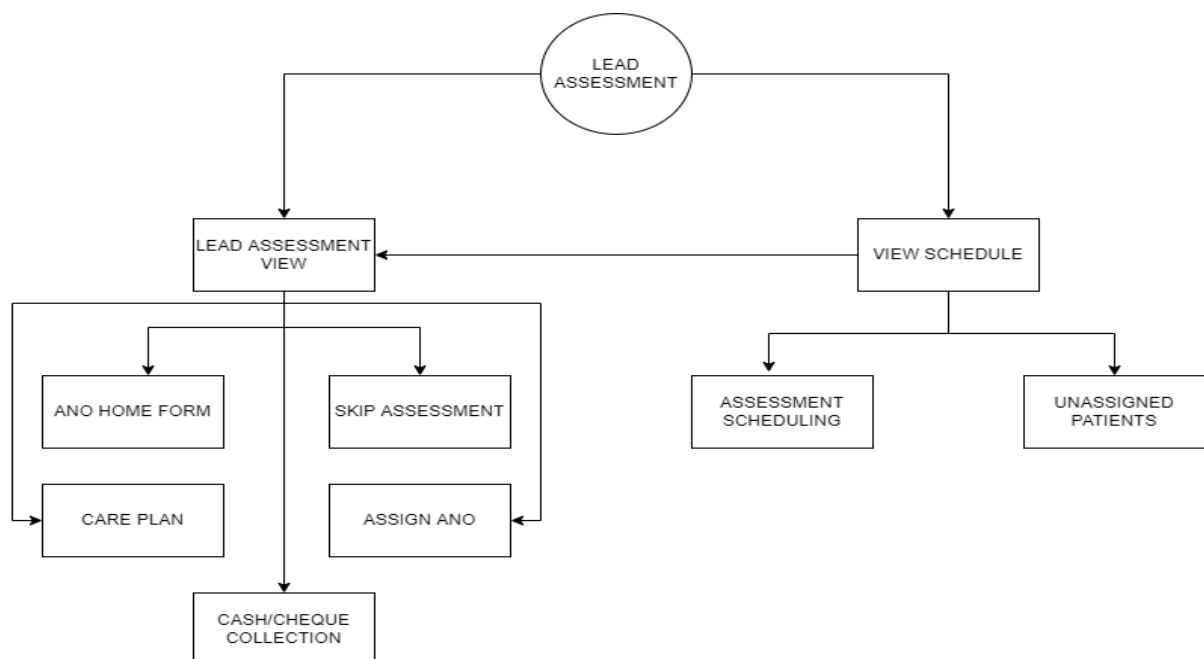 LEAD
ASSESSMENT
LEAD ASSESSMENT
VIEW
VIEW SCHEDULE
ANO HOME FORM
SKIP ASSESSMENT
ASSESSMENT
SCHEDULING
UNASSIGNED
PATIENTS
CARE PLAN
ASSIGN ANO
CASH/CHEQUE
COLLECTION